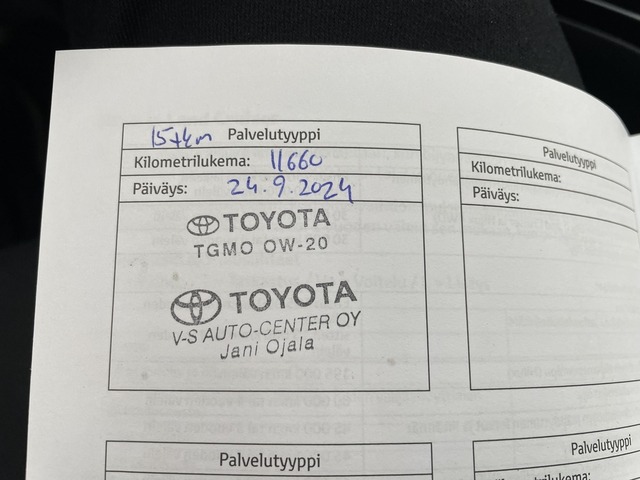 15tkm Palvelutyyppi
Kilometrilukema: 11660
Päiväys: 24.9.2024
TOYOTA
TGMO OW-20
TOYOTA
V-S AUTO-CENTER OY
Jani Ojala
Palvelutyyppi
Kilometrilukema:
Päiväys:
Palvelutyyppi
Palvelutyyppi